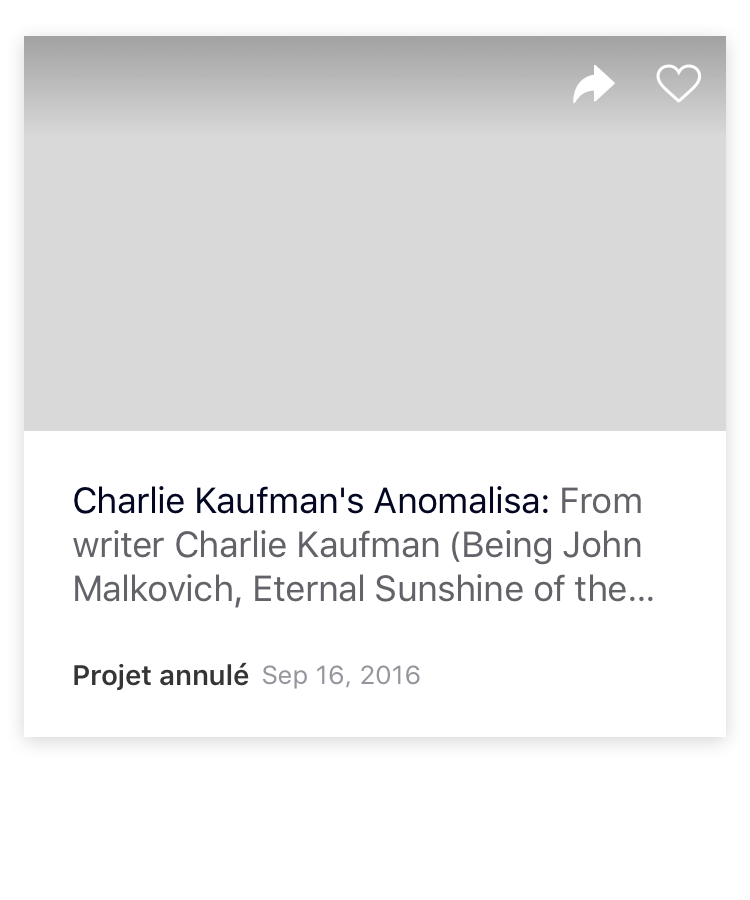 Charlie Kaufman's Anomalisa: From
writer Charlie Kaufman (Being John
Malkovich, Eternal Sunshine of the...
Projet annulé Sep 16, 2016